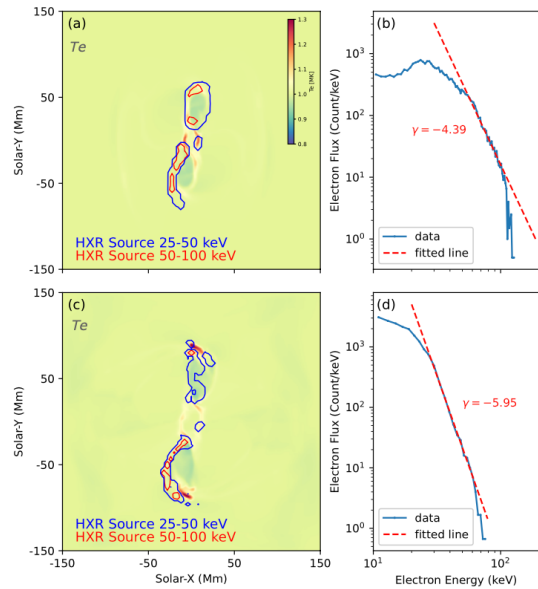 (a)
Te
1.3
1.2
1.1
1.0
0.9
0.8
Te [MK]
150
50
-50
-150
Solar-Y (Mm)
HXR Source 25-50 keV
HXR Source 50-100 keV
(b)
10³
10²
10¹
10⁰
Electron Flux (Count/keV)
γ = −4.39
data
fitted line
(c)
Te
150
50
-50
-150
Solar-Y (Mm)
HXR Source 25-50 keV
HXR Source 50-100 keV
-150
-50
50
150
Solar-X (Mm)
(d)
10³
10²
10¹
10⁰
Electron Flux (Count/keV)
γ = −5.95
data
fitted line
10¹
10²
Electron Energy (keV)